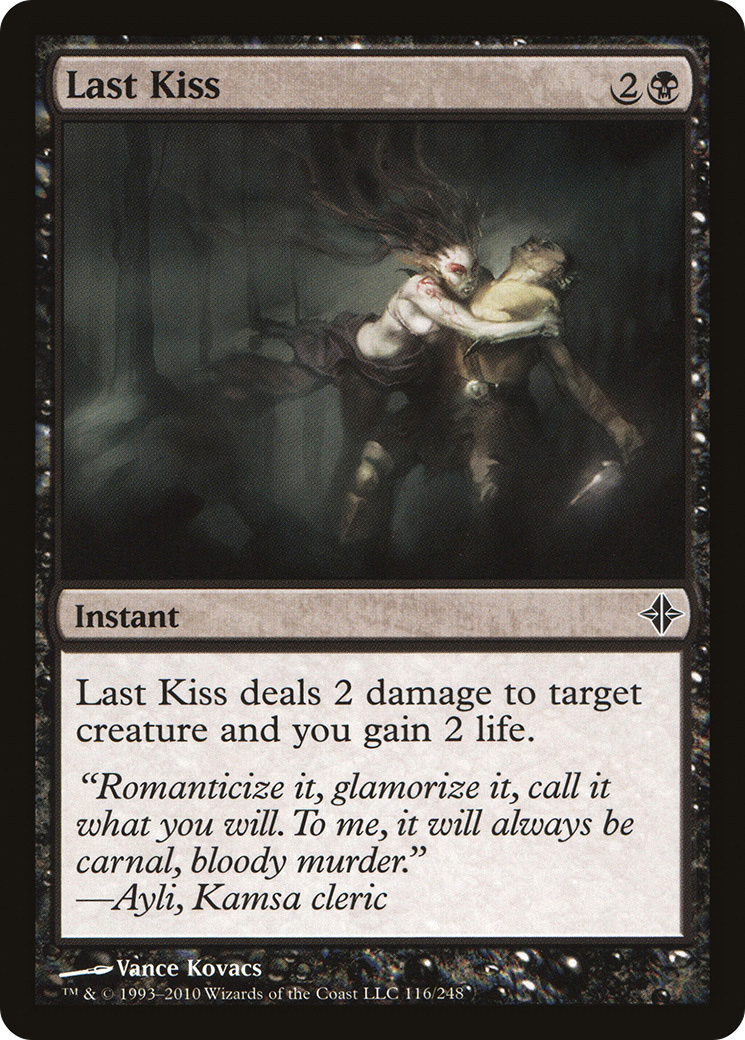 Last Kiss 2
Instant
Last Kiss deals 2 damage to target
creature and you gain 2 life.
“Romanticize it, glamorize it, call it
what you will. To me, it will always be
carnal, bloody murder.”
—Ayli, Kamsa cleric
Vance Kovacs
™ & © 1993–2010 Wizards of the Coast LLC 116/248